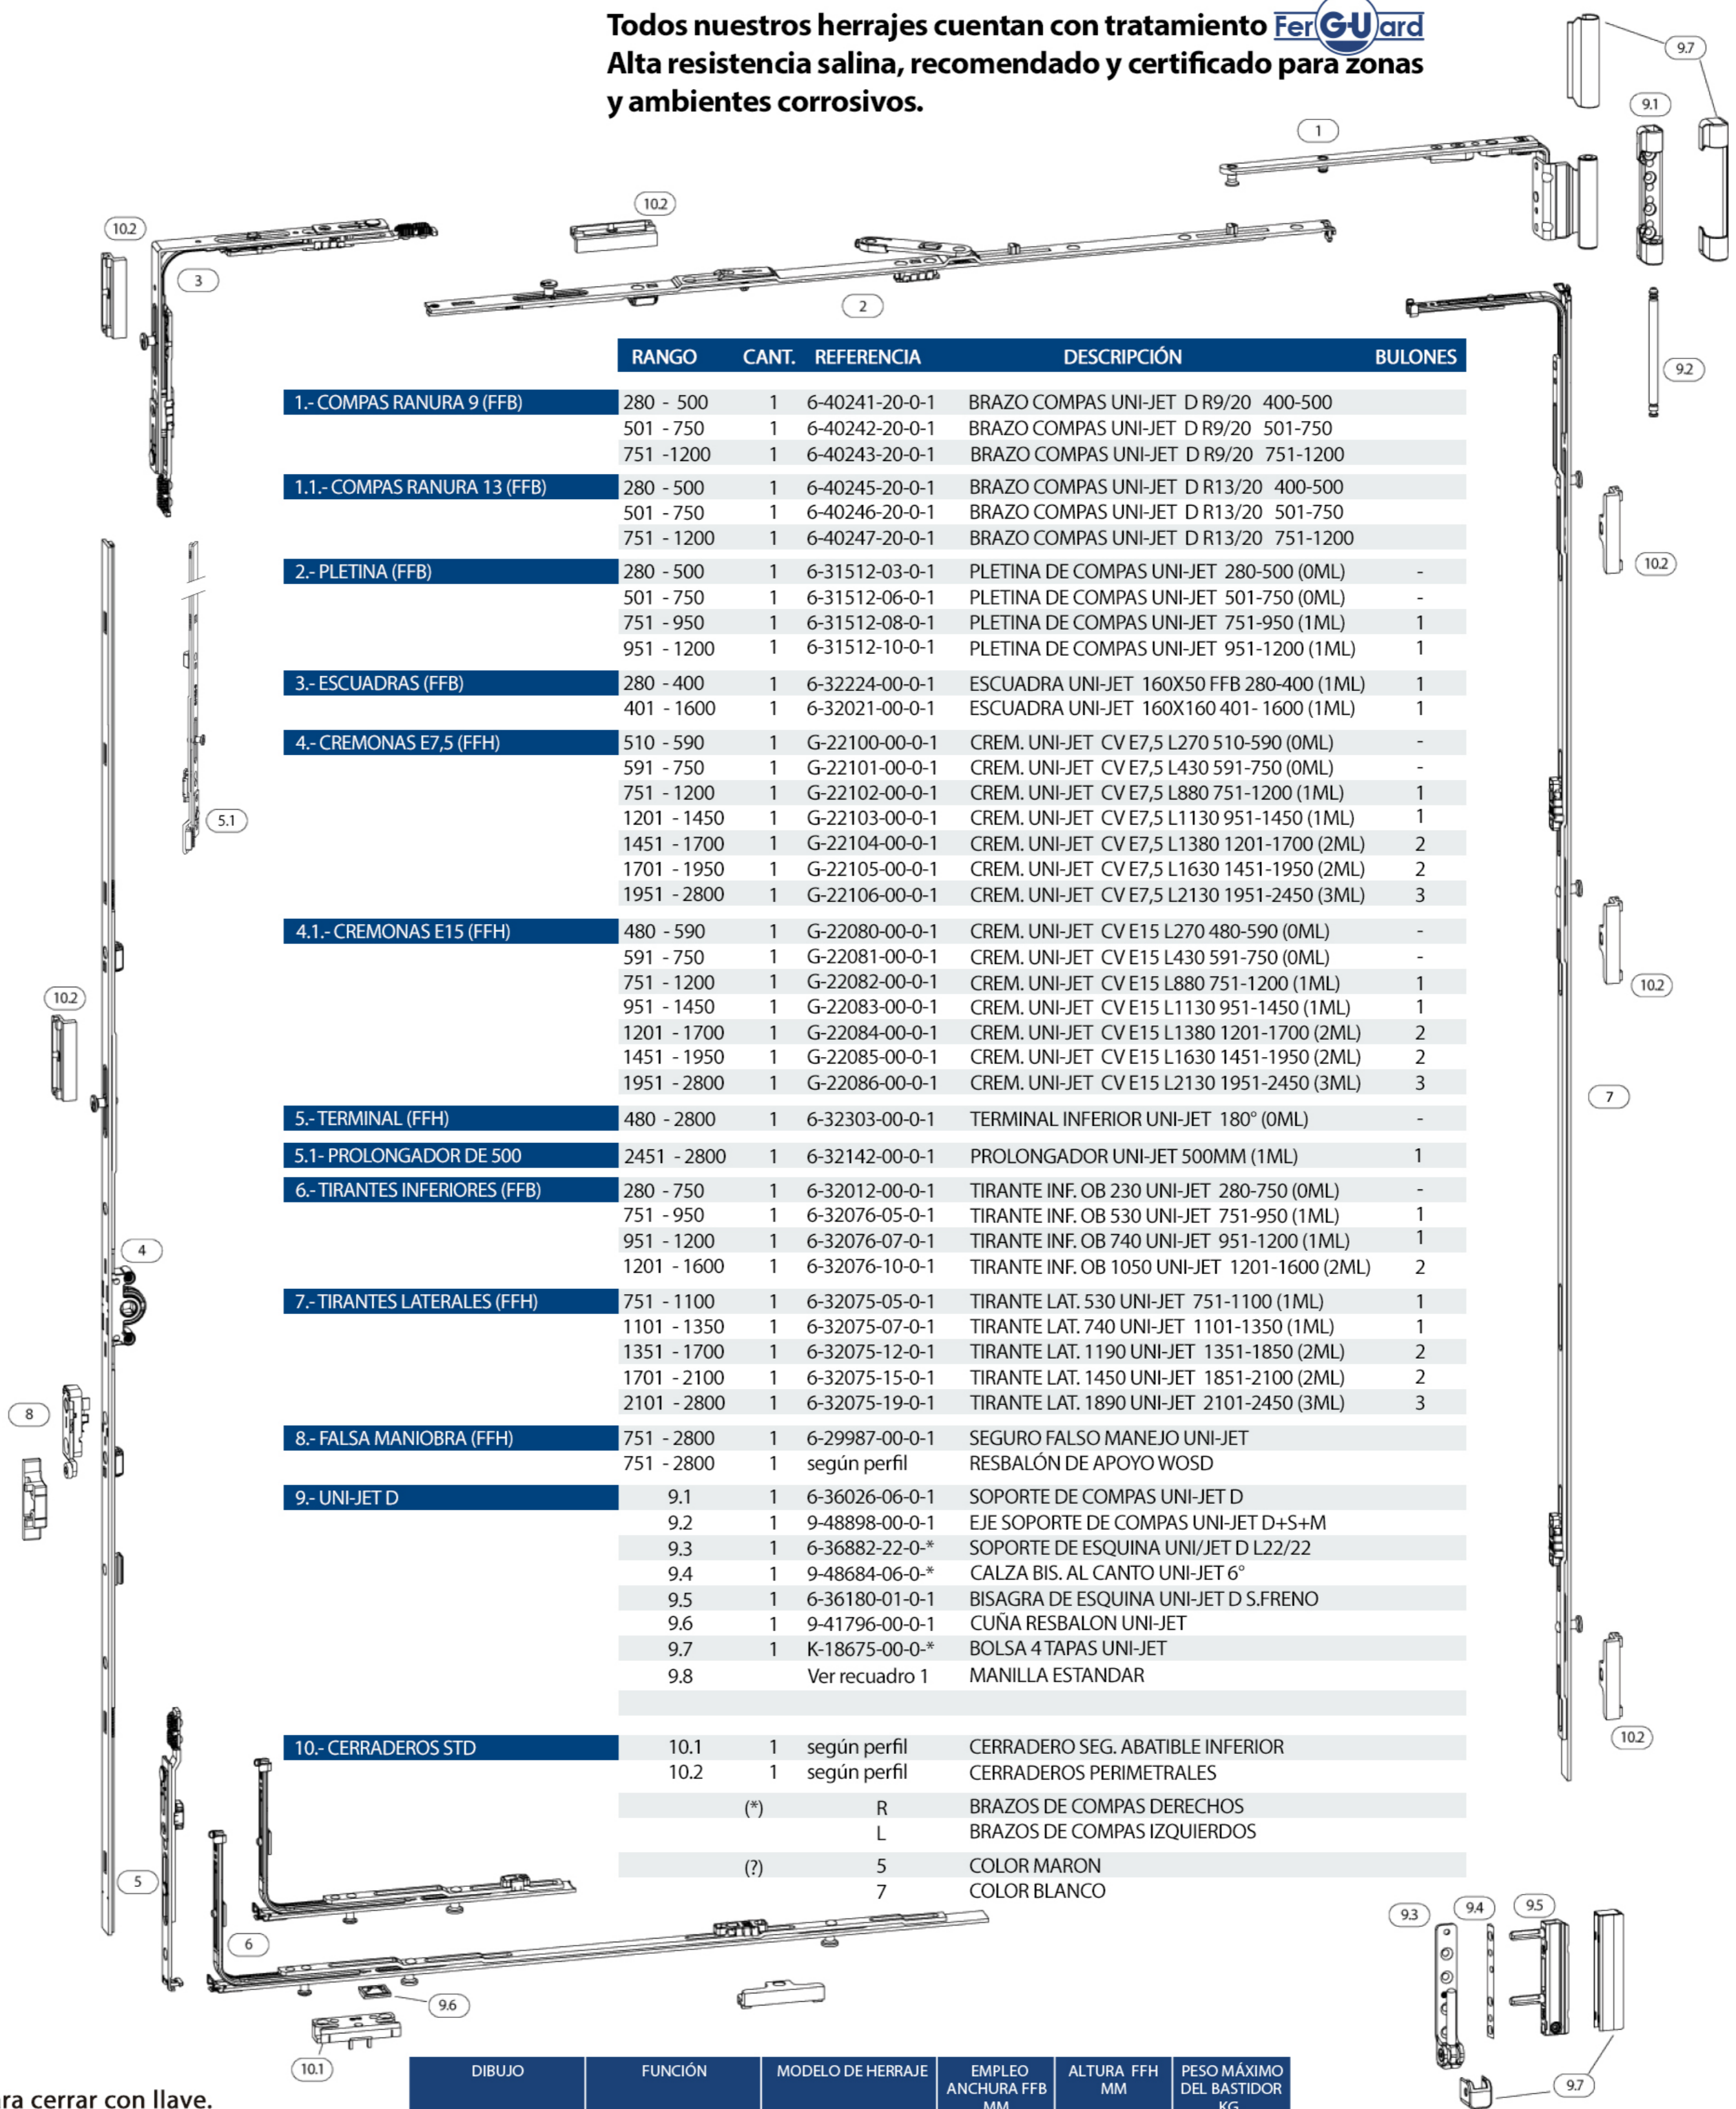 Todos nuestros herrajes cuentan con tratamiento FerGUard
Alta resistencia salina, recomendado y certificado para zonas
y ambientes corrosivos.
9.7
9.1
1
10.2
10.2
3
2
9.2
RANGO CANT. REFERENCIA DESCRIPCIÓN BULONES
1.- COMPAS RANURA 9 (FFB) 280 - 500 1 6-40241-20-0-1 BRAZO COMPAS UNI-JET D R9/20 400-500
501 - 750 1 6-40242-20-0-1 BRAZO COMPAS UNI-JET D R9/20 501-750
751 -1200 1 6-40243-20-0-1 BRAZO COMPAS UNI-JET D R9/20 751-1200
1.1.- COMPAS RANURA 13 (FFB) 280 - 500 1 6-40245-20-0-1 BRAZO COMPAS UNI-JET D R13/20 400-500
501 - 750 1 6-40246-20-0-1 BRAZO COMPAS UNI-JET D R13/20 501-750
751 - 1200 1 6-40247-20-0-1 BRAZO COMPAS UNI-JET D R13/20 751-1200
2.- PLETINA (FFB) 280 - 500 1 6-31512-03-0-1 PLETINA DE COMPAS UNI-JET 280-500 (0ML) -
501 - 750 1 6-31512-06-0-1 PLETINA DE COMPAS UNI-JET 501-750 (0ML) -
751 - 950 1 6-31512-08-0-1 PLETINA DE COMPAS UNI-JET 751-950 (1ML) 1
951 - 1200 1 6-31512-10-0-1 PLETINA DE COMPAS UNI-JET 951-1200 (1ML) 1
10.2
3.- ESCUADRAS (FFB) 280 - 400 1 6-32224-00-0-1 ESCUADRA UNI-JET 160X50 FFB 280-400 (1ML) 1
401 - 1600 1 6-32021-00-0-1 ESCUADRA UNI-JET 160X160 401- 1600 (1ML) 1
4.- CREMONAS E7,5 (FFH) 510 - 590 1 G-22100-00-0-1 CREM. UNI-JET CV E7,5 L270 510-590 (0ML) -
591 - 750 1 G-22101-00-0-1 CREM. UNI-JET CV E7,5 L430 591-750 (0ML) -
751 - 1200 1 G-22102-00-0-1 CREM. UNI-JET CV E7,5 L880 751-1200 (1ML) 1
1201 - 1450 1 G-22103-00-0-1 CREM. UNI-JET CV E7,5 L1130 951-1450 (1ML) 1
5.1
1451 - 1700 1 G-22104-00-0-1 CREM. UNI-JET CV E7,5 L1380 1201-1700 (2ML) 2
1701 - 1950 1 G-22105-00-0-1 CREM. UNI-JET CV E7,5 L1630 1451-1950 (2ML) 2
1951 - 2800 1 G-22106-00-0-1 CREM. UNI-JET CV E7,5 L2130 1951-2450 (3ML) 3
4.1.- CREMONAS E15 (FFH) 480 - 590 1 G-22080-00-0-1 CREM. UNI-JET CV E15 L270 480-590 (0ML) -
591 - 750 1 G-22081-00-0-1 CREM. UNI-JET CV E15 L430 591-750 (0ML) -
751 - 1200 1 G-22082-00-0-1 CREM. UNI-JET CV E15 L880 751-1200 (1ML) 1
10.2
10.2
951 - 1450 1 G-22083-00-0-1 CREM. UNI-JET CV E15 L1130 951-1450 (1ML) 1
1201 - 1700 1 G-22084-00-0-1 CREM. UNI-JET CV E15 L1380 1201-1700 (2ML) 2
1451 - 1950 1 G-22085-00-0-1 CREM. UNI-JET CV E15 L1630 1451-1950 (2ML) 2
1951 - 2800 1 G-22086-00-0-1 CREM. UNI-JET CV E15 L2130 1951-2450 (3ML) 3
7
5.- TERMINAL (FFH) 480 - 2800 1 6-32303-00-0-1 TERMINAL INFERIOR UNI-JET 180° (0ML) -
5.1- PROLONGADOR DE 500 2451 - 2800 1 6-32142-00-0-1 PROLONGADOR UNI-JET 500MM (1ML) 1
6.- TIRANTES INFERIORES (FFB) 280 - 750 1 6-32012-00-0-1 TIRANTE INF. OB 230 UNI-JET 280-750 (0ML) -
751 - 950 1 6-32076-05-0-1 TIRANTE INF. OB 530 UNI-JET 751-950 (1ML) 1
951 - 1200 1 6-32076-07-0-1 TIRANTE INF. OB 740 UNI-JET 951-1200 (1ML) 1
4
1201 - 1600 1 6-32076-10-0-1 TIRANTE INF. OB 1050 UNI-JET 1201-1600 (2ML) 2
7.- TIRANTES LATERALES (FFH) 751 - 1100 1 6-32075-05-0-1 TIRANTE LAT. 530 UNI-JET 751-1100 (1ML) 1
1101 - 1350 1 6-32075-07-0-1 TIRANTE LAT. 740 UNI-JET 1101-1350 (1ML) 1
1351 - 1700 1 6-32075-12-0-1 TIRANTE LAT. 1190 UNI-JET 1351-1850 (2ML) 2
1701 - 2100 1 6-32075-15-0-1 TIRANTE LAT. 1450 UNI-JET 1851-2100 (2ML) 2
2101 - 2800 1 6-32075-19-0-1 TIRANTE LAT. 1890 UNI-JET 2101-2450 (3ML) 3
8
8.- FALSA MANIOBRA (FFH) 751 - 2800 1 6-29987-00-0-1 SEGURO FALSO MANEJO UNI-JET
751 - 2800 1 según perfil RESBALÓN DE APOYO WOSD
9.- UNI-JET D 9.1 1 6-36026-06-0-1 SOPORTE DE COMPAS UNI-JET D
9.2 1 9-48898-00-0-1 EJE SOPORTE DE COMPAS UNI-JET D+S+M
9.3 1 6-36882-22-0-* SOPORTE DE ESQUINA UNI/JET D L22/22
9.4 1 9-48684-06-0-* CALZA BIS. AL CANTO UNI-JET 6°
9.5 1 6-36180-01-0-1 BISAGRA DE ESQUINA UNI-JET D S.FRENO
9.6 1 9-41796-00-0-1 CUÑA RESBALON UNI-JET
9.7 1 K-18675-00-0-* BOLSA 4 TAPAS UNI-JET
9.8 Ver recuadro 1 MANILLA ESTANDAR
10.2
10.- CERRADEROS STD 10.1 1 según perfil CERRADERO SEG. ABATIBLE INFERIOR
10.2 1 según perfil CERRADEROS PERIMETRALES
(*) R BRAZOS DE COMPAS DERECHOS
L BRAZOS DE COMPAS IZQUIERDOS
(?) 5 COLOR MARON
7 COLOR BLANCO
5
6
9.3
9.4
9.5
9.6
10.1
9.7
DIBUJO FUNCIÓN MODELO DE HERRAJE EMPLEO ANCHURA FFB MM ALTURA FFH MM PESO MÁXIMO DEL BASTIDOR KG
ra cerrar con llave.